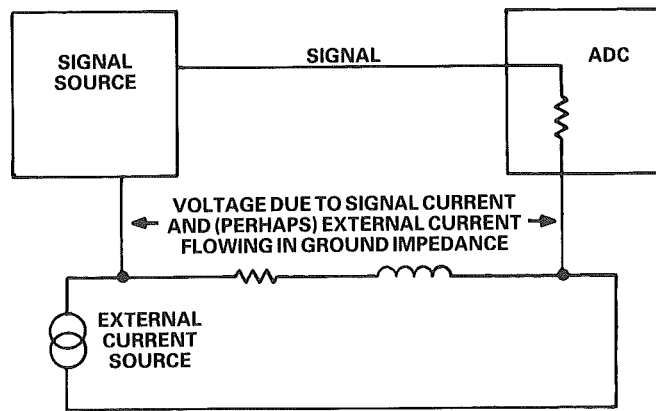 SIGNAL
SOURCE
SIGNAL
ADC
VOLTAGE DUE TO SIGNAL CURRENT
AND (PERHAPS) EXTERNAL CURRENT
FLOWING IN GROUND IMPEDANCE
EXTERNAL
CURRENT
SOURCE